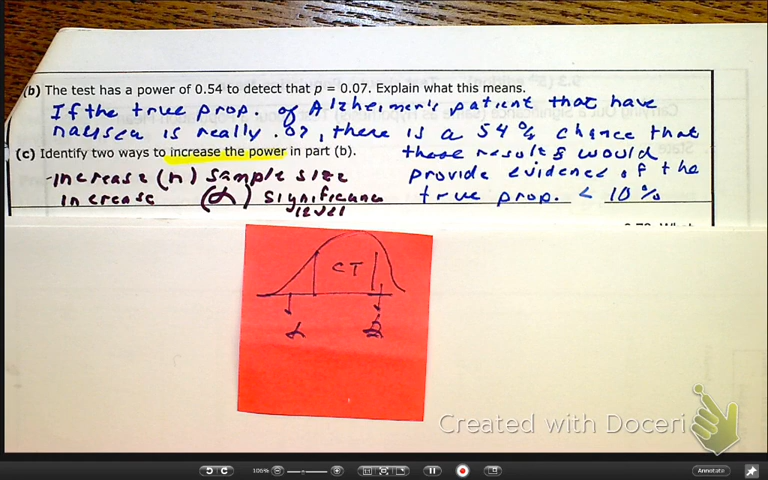 (b) The test has a power of 0.54 to detect that p = 0.07. Explain what this means.
If the true prop. of Alzheimer's patient that have
nausea is really .07, there is a 54% chance that
(c) Identify two ways to increase the power in part (b). these results would
-increase (n) sample size provide evidence of the
increase (α) significance true prop. < 10%
level
CT
α
Created with Doceri
106%
Annotate